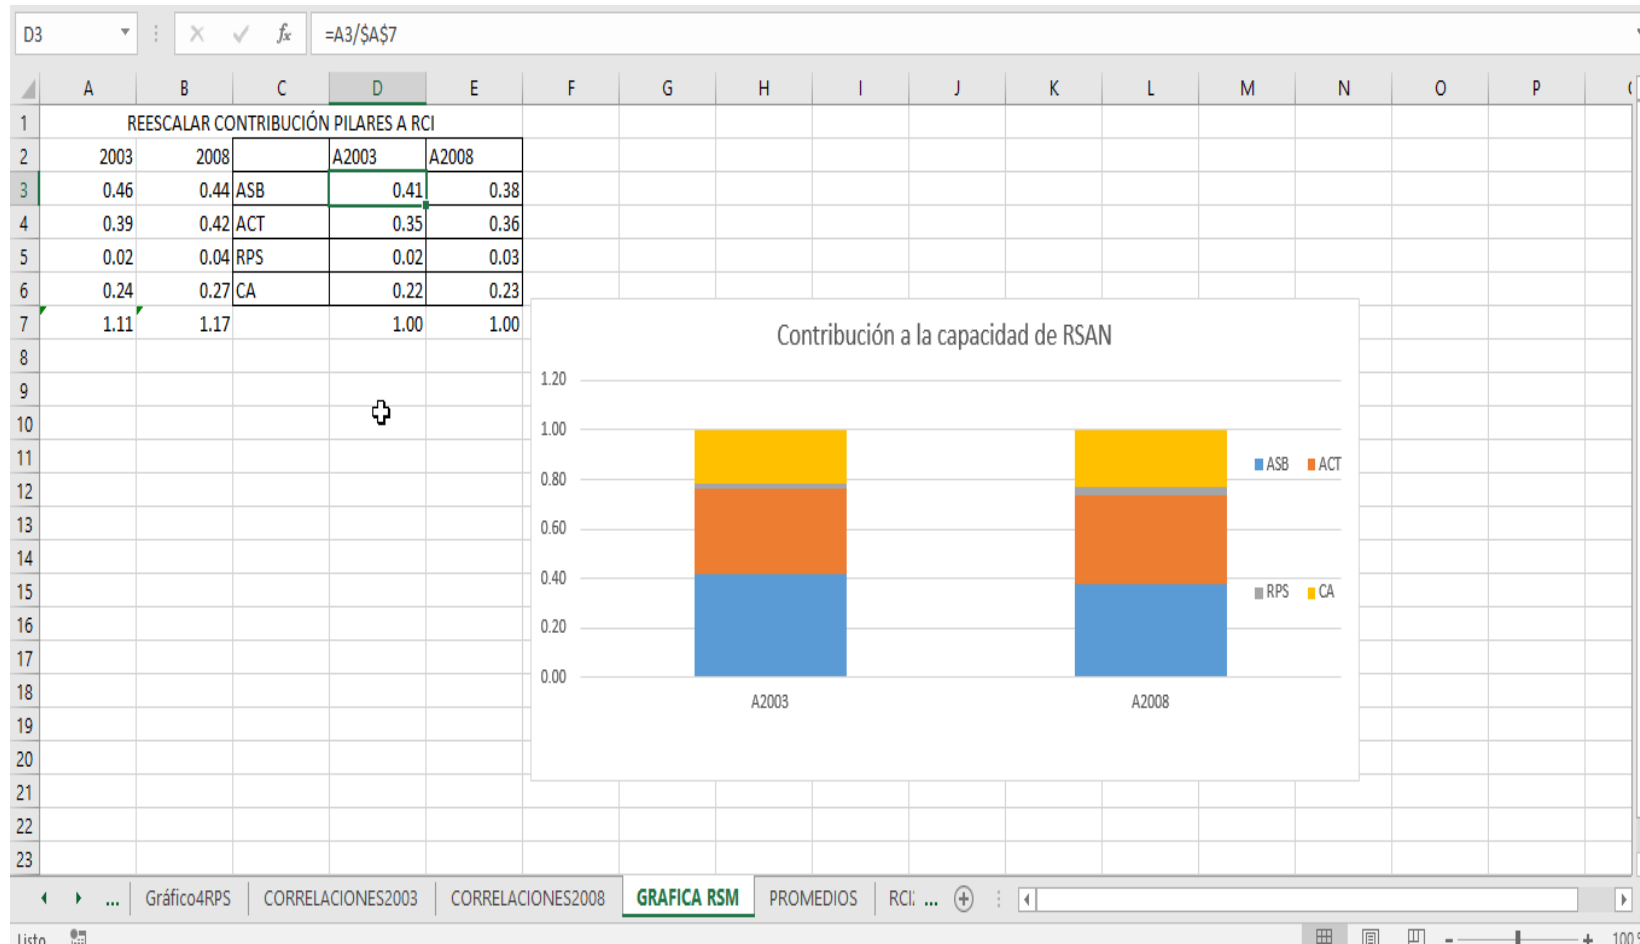 D3 fx =A3/$A$7
A B C D E F G H I J K L M N O P
1 REESCALAR CONTRIBUCIÓN PILARES A RCI
2 2003 2008 A2003 A2008
3 0.46 0.44 ASB 0.41 0.38
4 0.39 0.42 ACT 0.35 0.36
5 0.02 0.04 RPS 0.02 0.03
6 0.24 0.27 CA 0.22 0.23
7 1.11 1.17 1.00 1.00
8
9
10
11
12
13
14
15
16
17
18
19
20
21
22
23
Contribución a la capacidad de RSAN
1.20
1.00
0.80
0.60
0.40
0.20
0.00
A2003 A2008
ASB ACT
RPS CA
... Gráfico4RPS CORRELACIONES2003 CORRELACIONES2008 GRAFICA RSM PROMEDIOS RCI ...
Listo 100